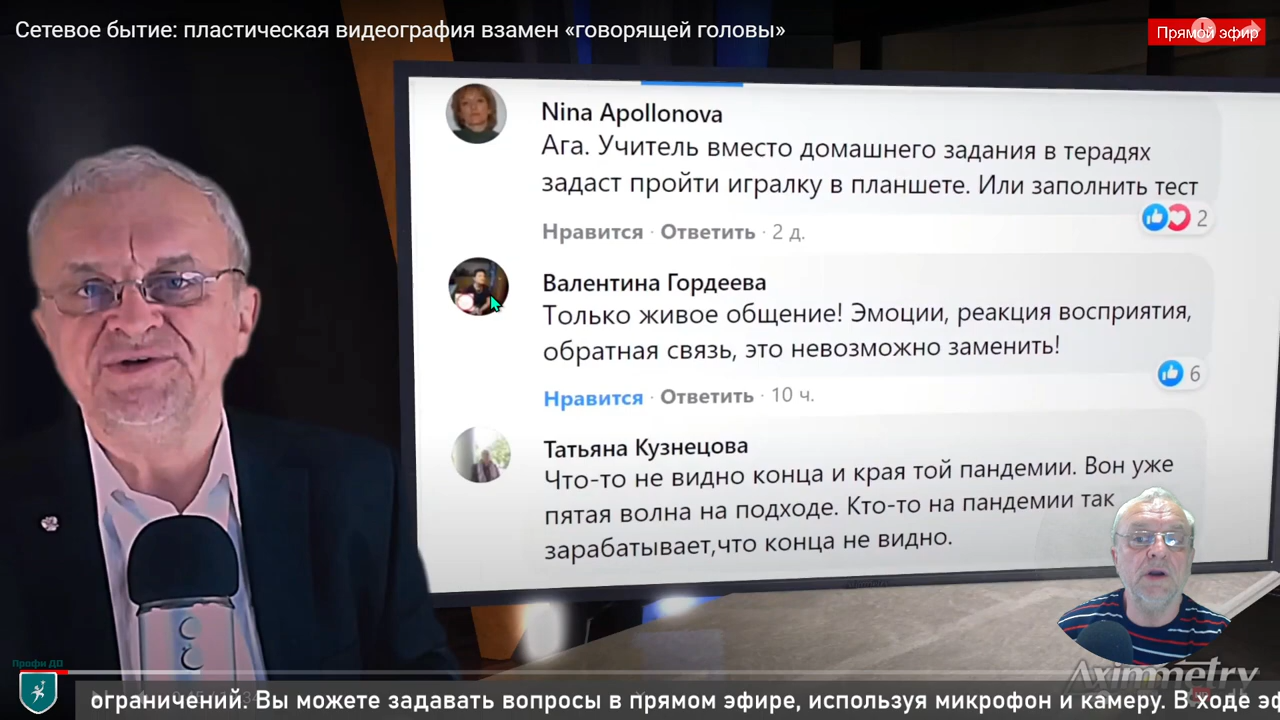 Сетевое бытие: пластическая видеография взамен «говорящей головы»
Прямой эфир
Nina Apollonova
Ага. Учитель вместо домашнего задания в терадях
задаст пройти игралку в планшете. Или заполнить тест
2
Нравится · Ответить · 2 д.
Валентина Гордеева
Только живое общение! Эмоции, реакция восприятия,
обратная связь, это невозможно заменить!
6
Нравится · Ответить · 10 ч.
Татьяна Кузнецова
Что-то не видно конца и края той пандемии. Вон уже
пятая волна на подходе. Кто-то на пандемии так
зарабатывает,что конца не видно.
Профи ДП
Aximmetry
ограничений. Вы можете задавать вопросы в прямом эфире, используя микрофон и камеру. В ходе эф